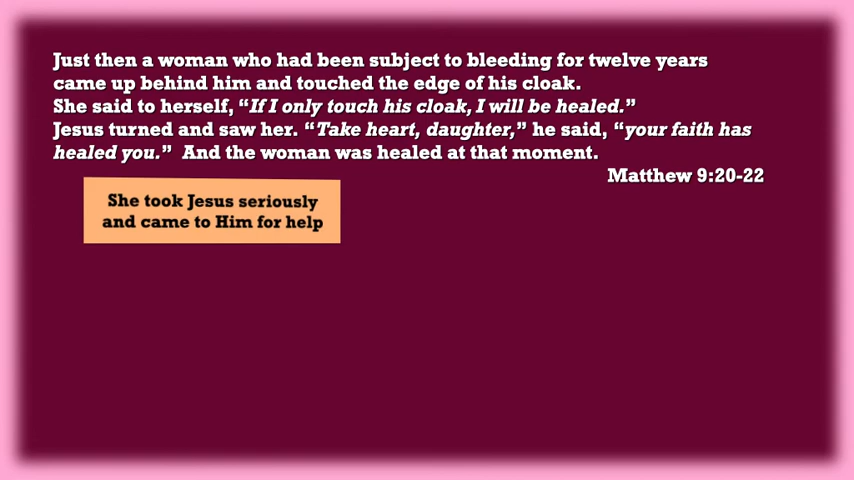 Just then a woman who had been subject to bleeding for twelve years
came up behind him and touched the edge of his cloak.
She said to herself, “If I only touch his cloak, I will be healed.”
Jesus turned and saw her. “Take heart, daughter,” he said, “your faith has
healed you.”  And the woman was healed at that moment.
Matthew 9:20-22
She took Jesus seriously
and came to Him for help